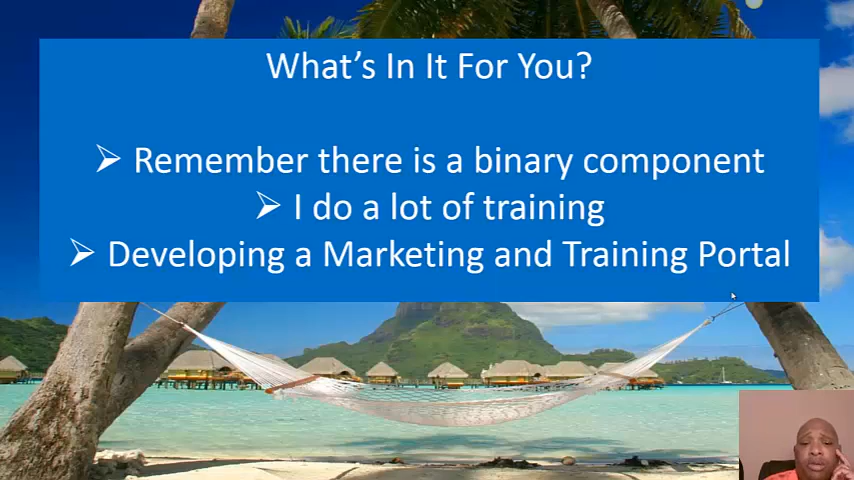 What's In It For You?
➢ Remember there is a binary component
➢ I do a lot of training
➢ Developing a Marketing and Training Portal